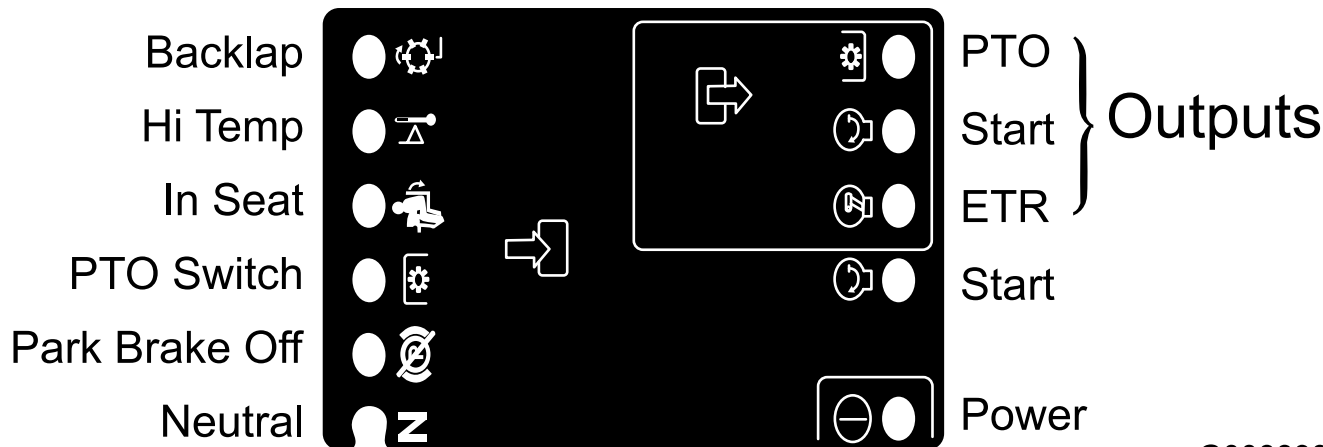 Backlap
Hi Temp
In Seat
PTO Switch
Park Brake Off
Neutral
N
PTO
Start
ETR
Outputs
Start
Power